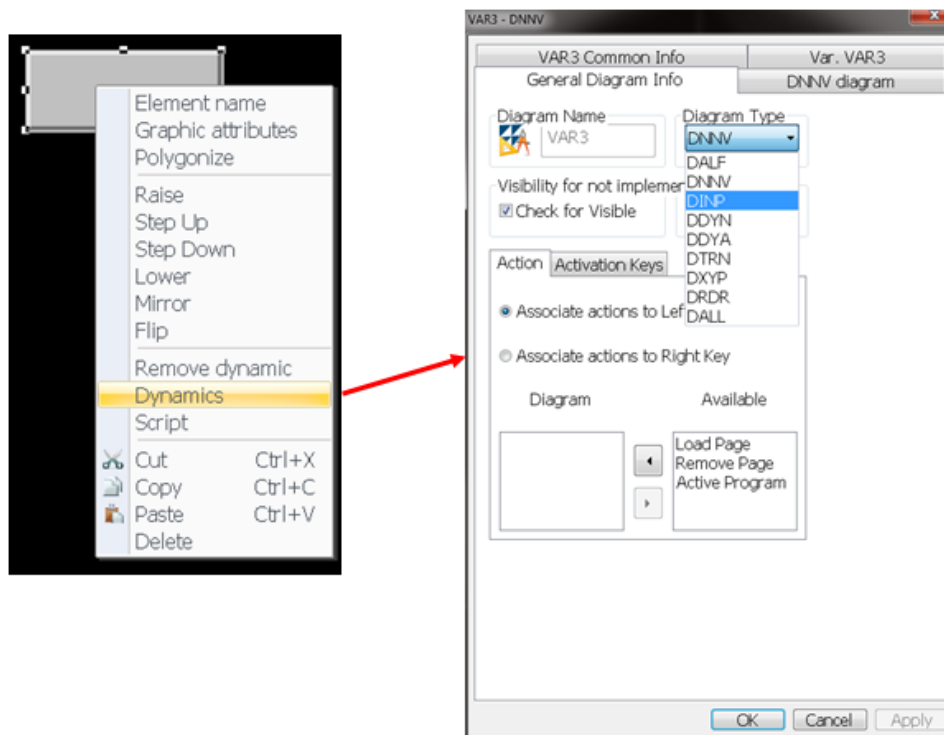 Element name
Graphic attributes
Polygonize
Raise
Step Up
Step Down
Lower
Mirror
Flip
Remove dynamic
Dynamics
Script
Cut Ctrl+X
Copy Ctrl+C
Paste Ctrl+V
Delete
VAR3 - DNNV
VAR3 Common Info Var. VAR3
General Diagram Info DNNV diagram
Diagram Name Diagram Type
VAR3 DNNV
DALF
DNNV
DINP
DDYN
DDYA
DTRN
DXYP
DRDR
DALL
Visibility for not implemer
Check for Visible
Action Activation Keys
Associate actions to Lef
Associate actions to Right Key
Diagram Available
Load Page
Remove Page
Active Program
OK Cancel Apply